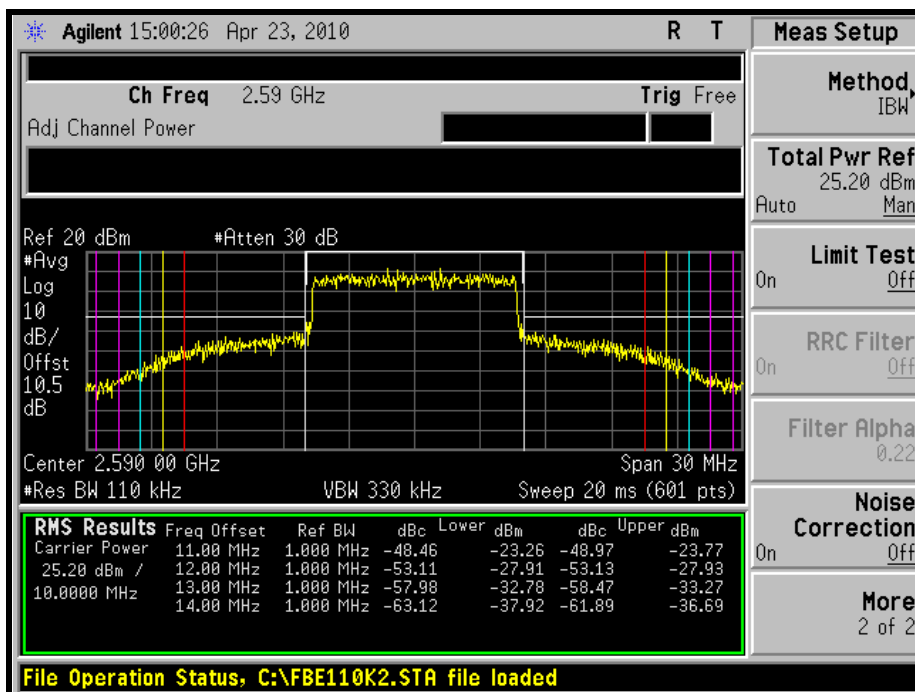 Agilent 15:00:26 Apr 23, 2010 R T
Ch Freq 2.59 GHz Trig Free
Adj Channel Power
Ref 20 dBm #Atten 30 dB
#Avg
Log
10
dB/
Offst
10.5
dB
Center 2.590 00 GHz Span 30 MHz
#Res BW 110 kHz VBW 330 kHz Sweep 20 ms (601 pts)
RMS Results Freq Offset Ref BW dBc Lower dBm dBc Upper dBm
Carrier Power 11.00 MHz 1.000 MHz -48.46 -23.26 -48.97 -23.77
25.20 dBm / 12.00 MHz 1.000 MHz -53.11 -27.91 -53.13 -27.93
10.0000 MHz 13.00 MHz 1.000 MHz -57.98 -32.78 -58.47 -33.27
14.00 MHz 1.000 MHz -63.12 -37.92 -61.89 -36.69
File Operation Status, C:\FBE110K2.STA file loaded
Meas Setup
Method
IBW
Total Pwr Ref
25.20 dBm
Auto Man
Limit Test
On Off
RRC Filter
On Off
Filter Alpha
0.22
Noise
Correction
On Off
More
2 of 2